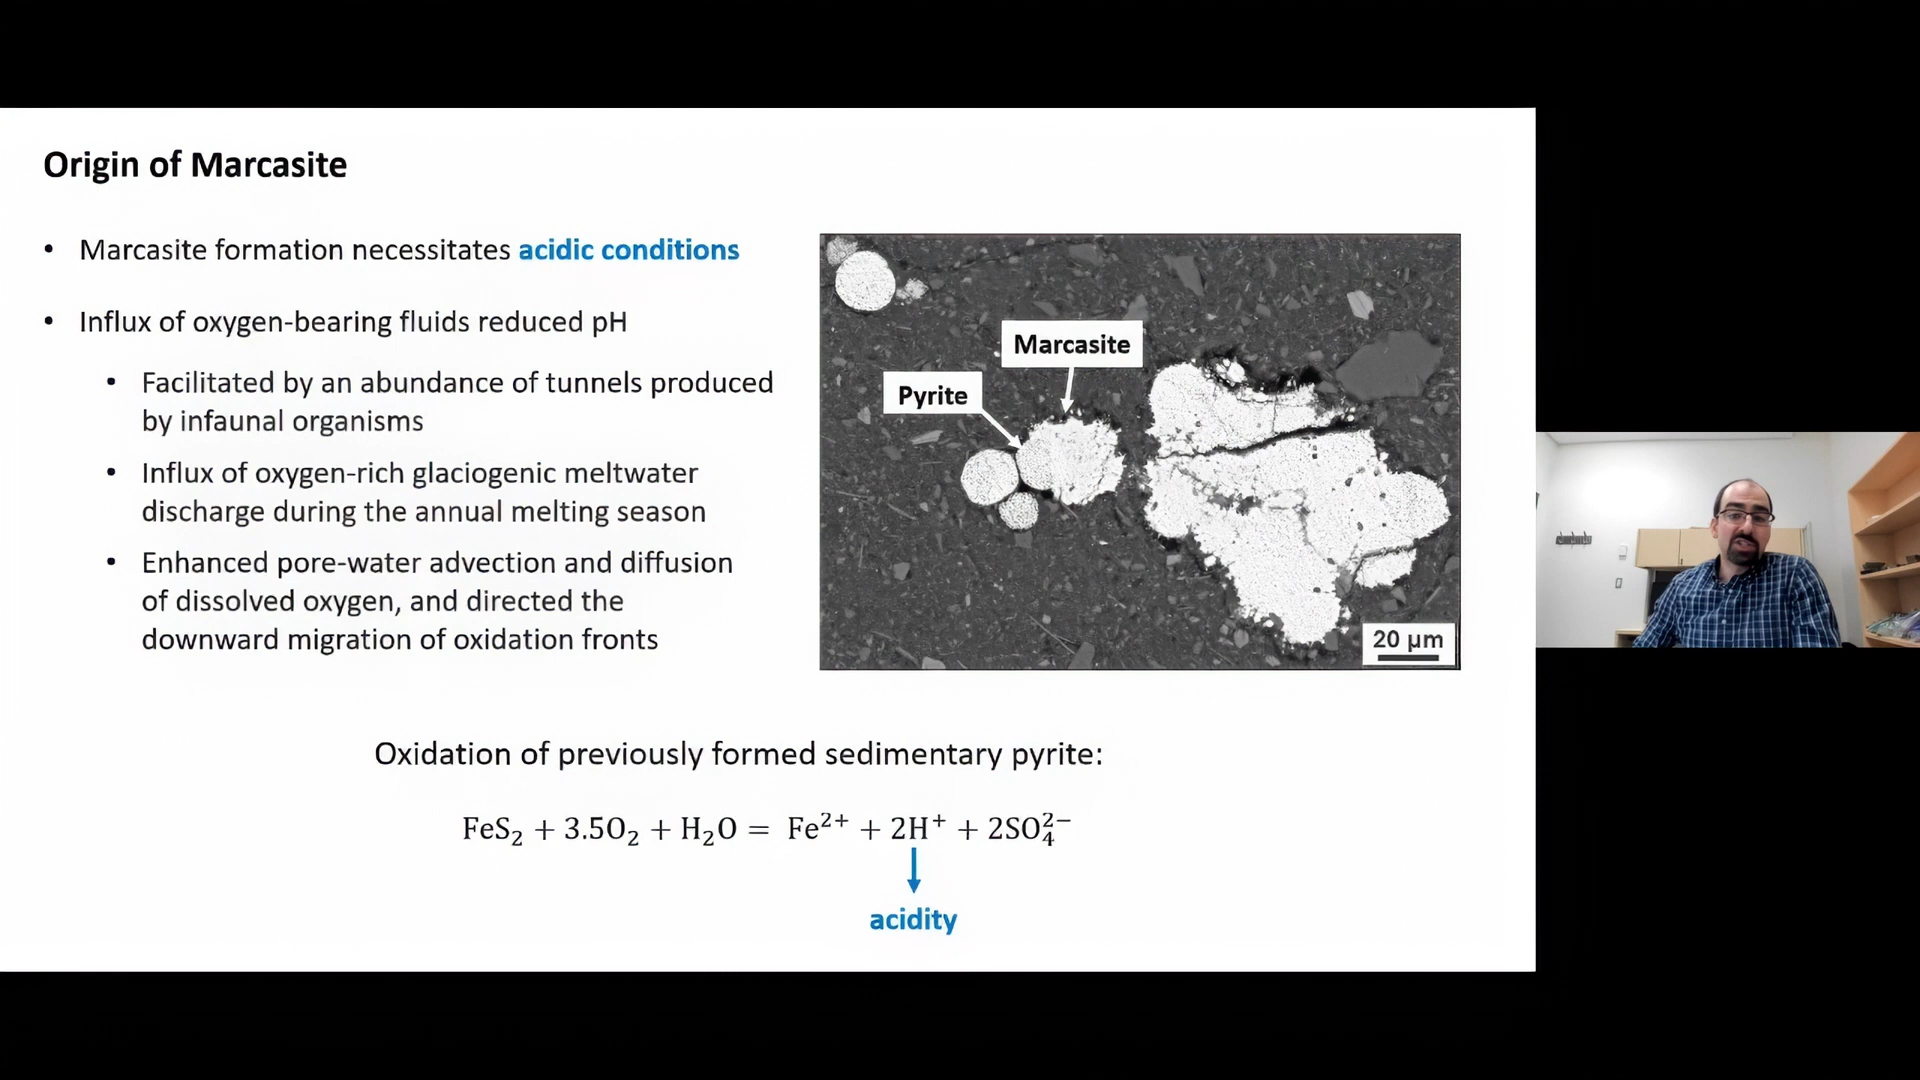 Origin of Marcasite
• Marcasite formation necessitates acidic conditions
• Influx of oxygen-bearing fluids reduced pH
• Facilitated by an abundance of tunnels produced
by infaunal organisms
• Influx of oxygen-rich glaciogenic meltwater
discharge during the annual melting season
• Enhanced pore-water advection and diffusion
of dissolved oxygen, and directed the
downward migration of oxidation fronts
Marcasite
Pyrite
20 µm
Oxidation of previously formed sedimentary pyrite:
FeS₂ + 3.5O₂ + H₂O = Fe²⁺ + 2H⁺ + 2SO₄²⁻
acidity